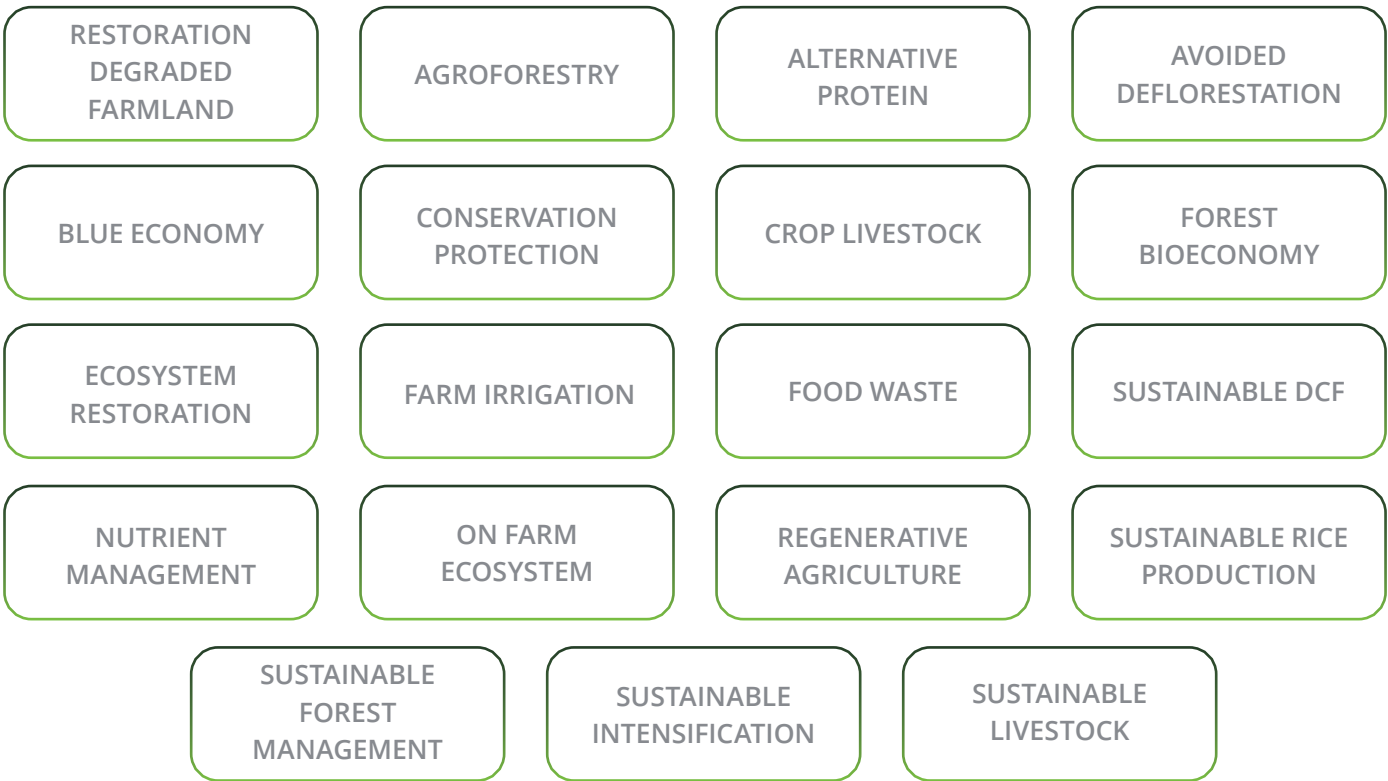 RESTORATION
DEGRADED
FARMLAND
AGROFORESTRY
ALTERNATIVE
PROTEIN
AVOIDED
DEFLORESTATION
BLUE ECONOMY
CONSERVATION
PROTECTION
CROP LIVESTOCK
FOREST
BIOECONOMY
ECOSYSTEM
RESTORATION
FARM IRRIGATION
FOOD WASTE
SUSTAINABLE DCF
NUTRIENT
MANAGEMENT
ON FARM
ECOSYSTEM
REGENERATIVE
AGRICULTURE
SUSTAINABLE RICE
PRODUCTION
SUSTAINABLE
FOREST
MANAGEMENT
SUSTAINABLE
INTENSIFICATION
SUSTAINABLE
LIVESTOCK